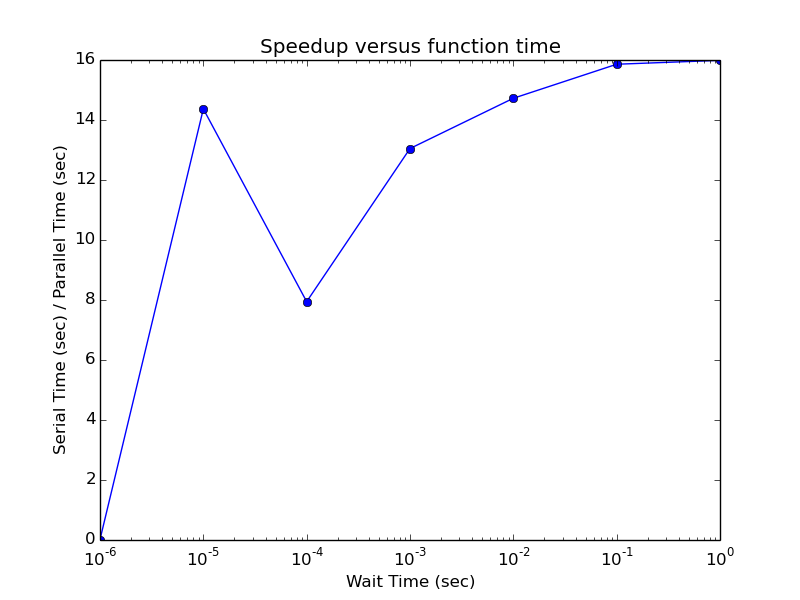 Speedup versus function time
Serial Time (sec) / Parallel Time (sec)
16
14
12
10
8
6
4
2
0
10^-6 10^-5 10^-4 10^-3 10^-2 10^-1 10^0
Wait Time (sec)